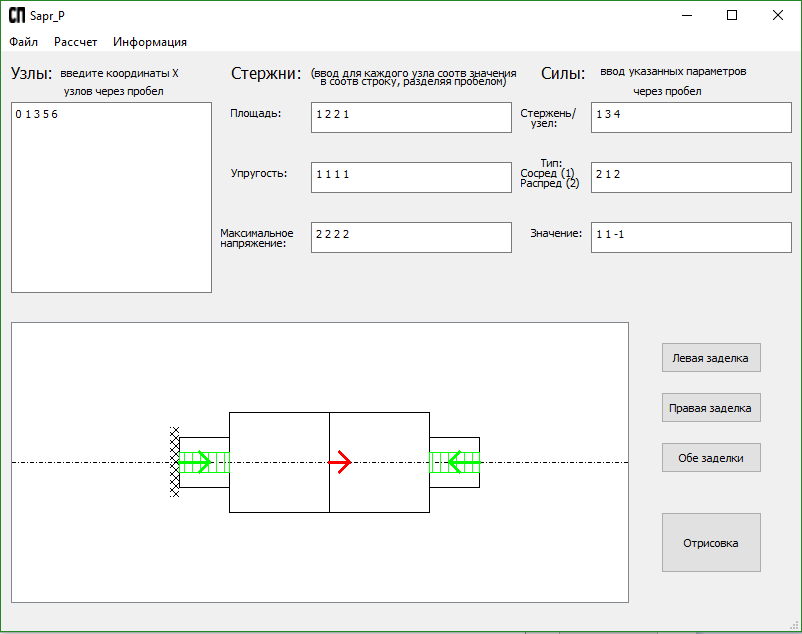 СП Sapr_P
Файл Рассчет Информация
Узлы: введите координаты X
узлов через пробел
Стержни: (ввод для каждого узла соотв значения
в соотв строку, разделяя пробелом)
Силы: ввод указанных параметров
через пробел
0 1 3 5 6
Площадь: 1 2 2 1
Стержень/
узел: 1 3 4
Упругость: 1 1 1 1
Тип:
Сосред (1)
Распред (2) 2 1 2
Максимальное
напряжение: 2 2 2 2
Значение: 1 1 -1
Левая заделка
Правая заделка
Обе заделки
Отрисовка